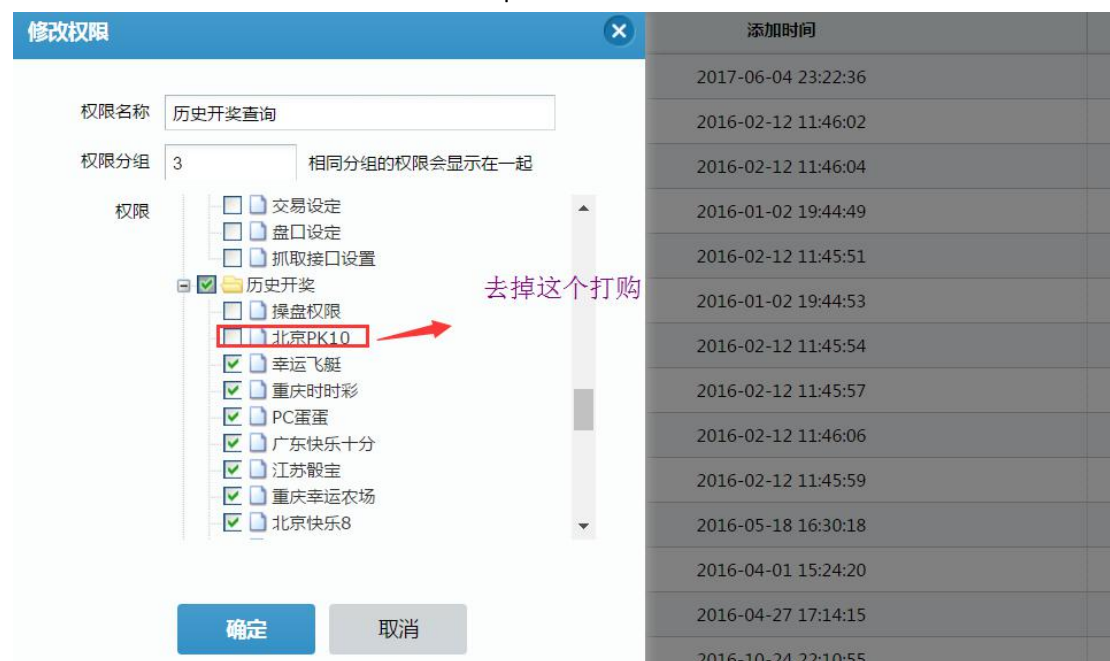 修改权限
添加时间
2017-06-04 23:22:36
权限名称 历史开奖查询
2016-02-12 11:46:02
权限分组 3 相同分组的权限会显示在一起
2016-02-12 11:46:04
权限 交易设定
2016-01-02 19:44:49
盘口设定
抓取接口设置
2016-02-12 11:45:51
历史开奖
去掉这个打购
操盘权限
2016-01-02 19:44:53
北京PK10
2016-02-12 11:45:54
幸运飞艇
重庆时时彩
2016-02-12 11:45:57
PC蛋蛋
广东快乐十分
2016-02-12 11:46:06
江苏骰宝
2016-02-12 11:45:59
重庆幸运农场
北京快乐8
2016-05-18 16:30:18
2016-04-01 15:24:20
确定 取消
2016-04-27 17:14:15
2016-10-24 22:10:55